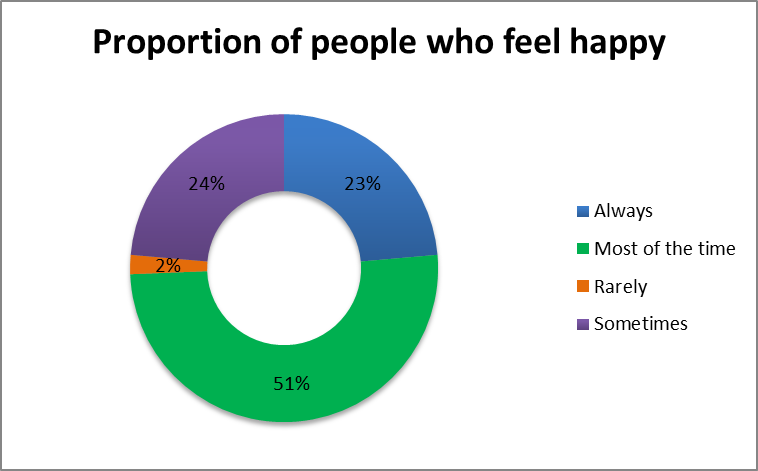 Proportion of people who feel happy
24%
23%
2%
51%
Always
Most of the time
Rarely
Sometimes